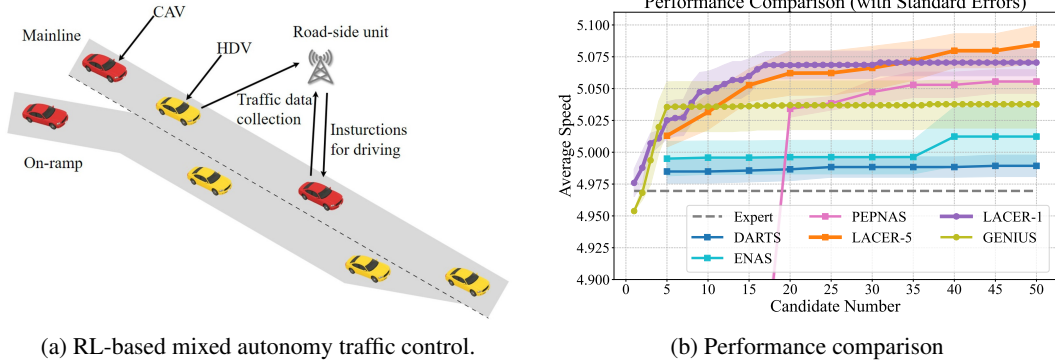 CAV
Mainline
HDV
Road-side unit
Traffic data
collection
Insturctions
for driving
On-ramp
(a) RL-based mixed autonomy traffic control.
Performance Comparison (with Standard Errors)
Average Speed
5.100
5.075
5.050
5.025
5.000
4.975
4.950
4.925
4.900
Expert
DARTS
ENAS
PEPNAS
LACER-5
LACER-1
GENIUS
0 5 10 15 20 25 30 35 40 45 50
Candidate Number
(b) Performance comparison